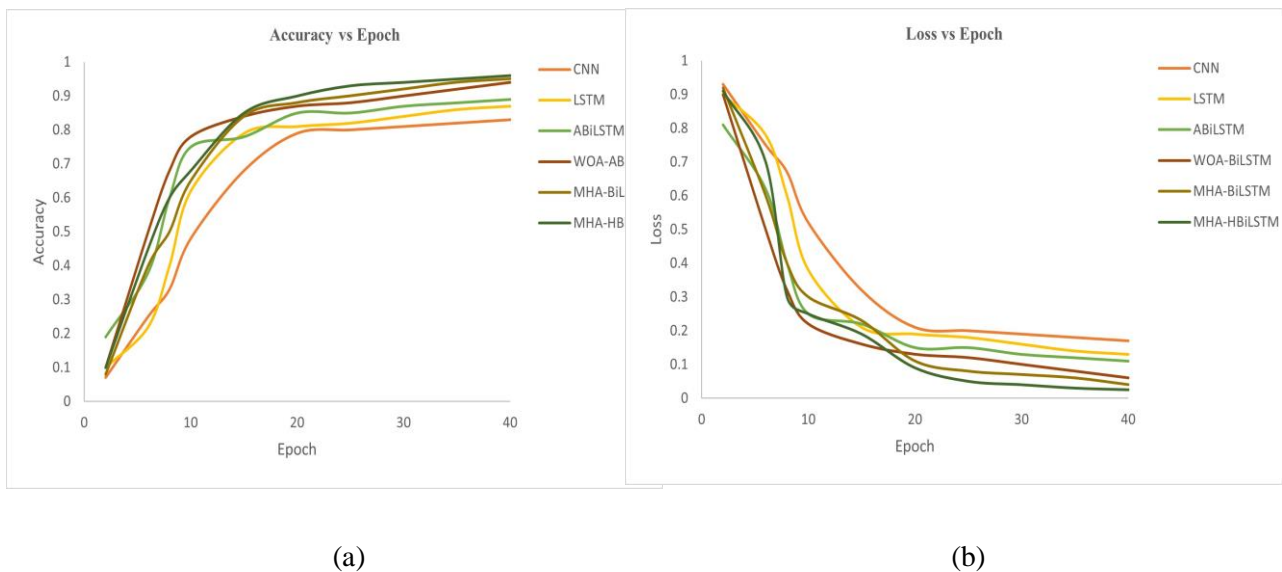 Accuracy vs Epoch
1
0.9
0.8
0.7
0.6
0.5
0.4
0.3
0.2
0.1
0
Accuracy
0
10
20
30
40
Epoch
CNN
LSTM
ABiLSTM
WOA-AB
MHA-BiL
MHA-HB
Loss vs Epoch
1
0.9
0.8
0.7
0.6
0.5
0.4
0.3
0.2
0.1
0
Loss
0
10
20
30
40
Epoch
CNN
LSTM
ABiLSTM
WOA-BiLSTM
MHA-BiLSTM
MHA-HBiLSTM
(a)
(b)